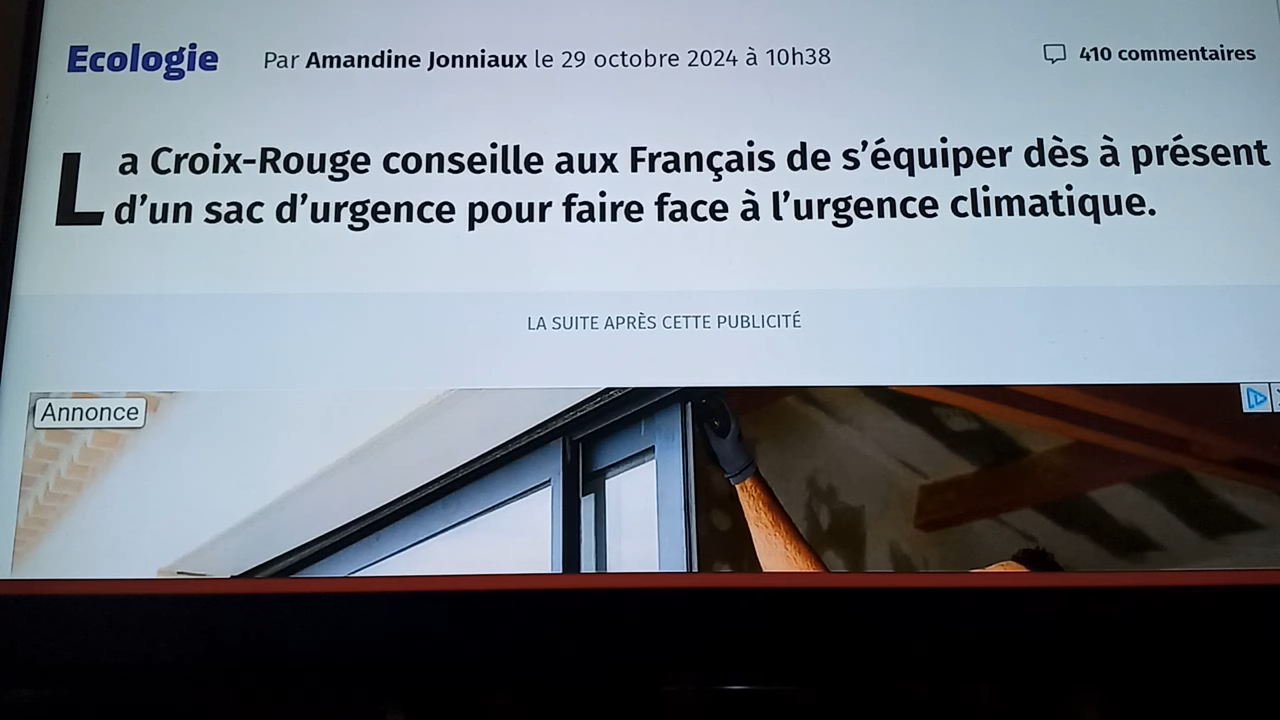 Ecologie Par Amandine Jonniaux le 29 octobre 2024 à 10h38 410 commentaires
La Croix-Rouge conseille aux Français de s’équiper dès à présent
d’un sac d’urgence pour faire face à l’urgence climatique.
LA SUITE APRÈS CETTE PUBLICITÉ
Annonce